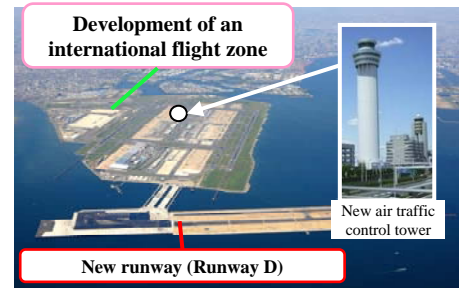 Development of an
international flight zone
New air traffic
control tower
New runway (Runway D)